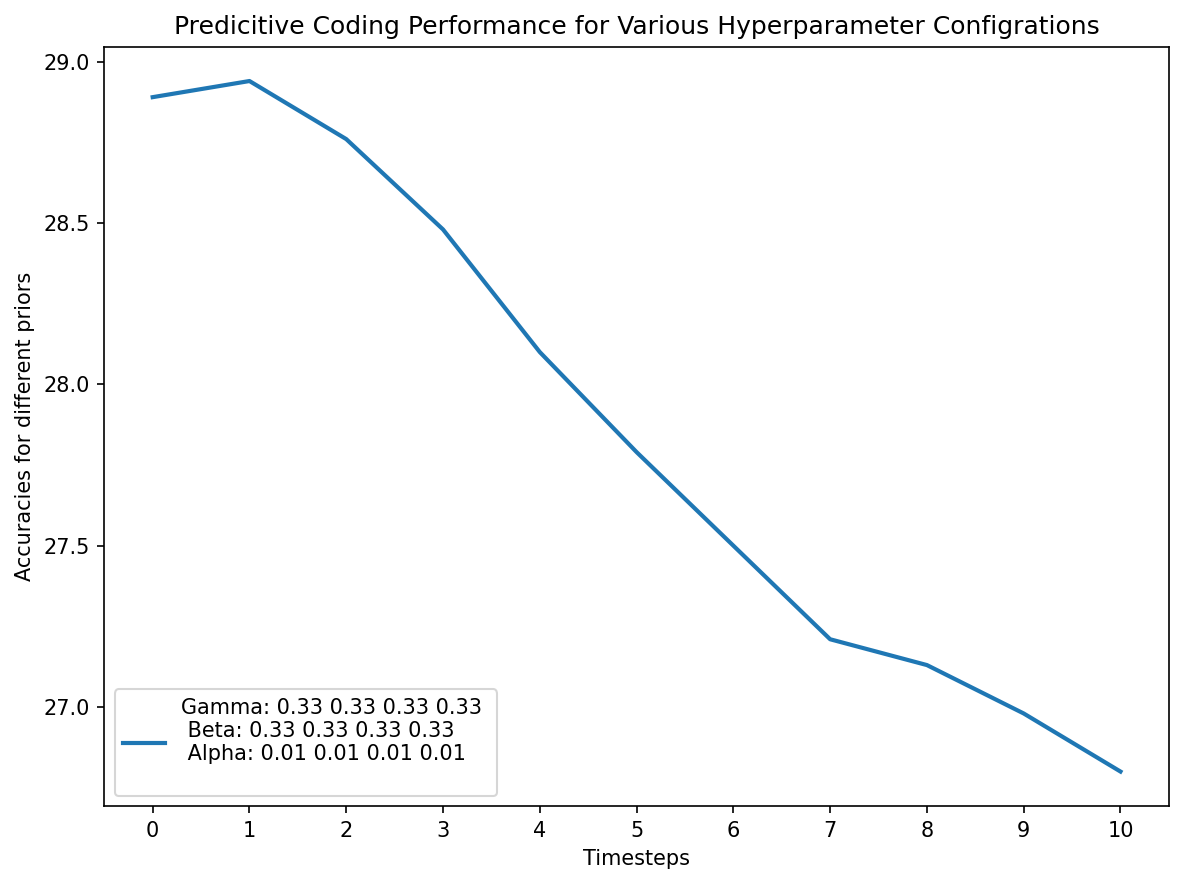 Predicitive Coding Performance for Various Hyperparameter Configrations
Accuracies for different priors
29.0
28.5
28.0
27.5
27.0
Gamma: 0.33 0.33 0.33 0.33
Beta: 0.33 0.33 0.33 0.33
Alpha: 0.01 0.01 0.01 0.01
0 1 2 3 4 5 6 7 8 9 10
Timesteps